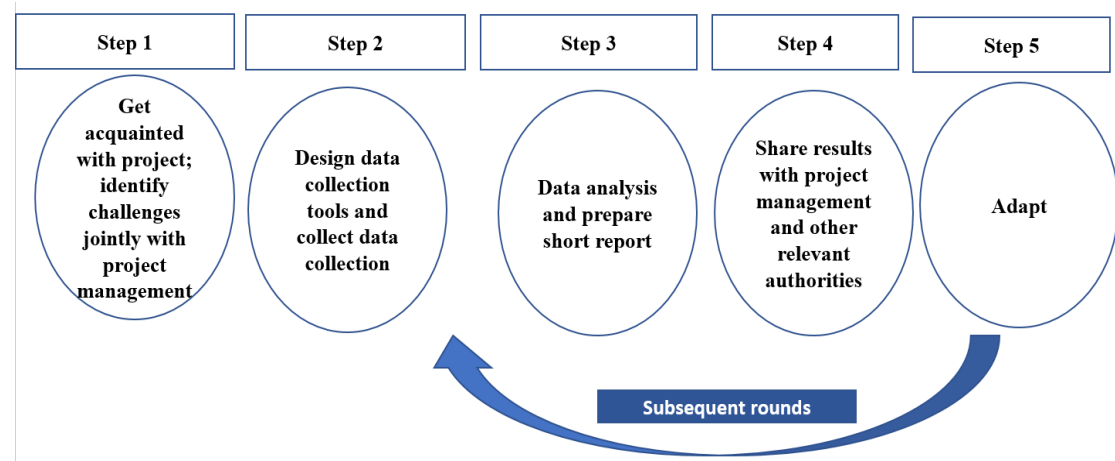 Step 1
Step 2
Step 3
Step 4
Step 5
Get
acquainted
with project;
identify
challenges
jointly with
project
management
Design data
collection
tools and
collect data
collection
Data analysis
and prepare
short report
Share results
with project
management
and other
relevant
authorities
Adapt
Subsequent rounds